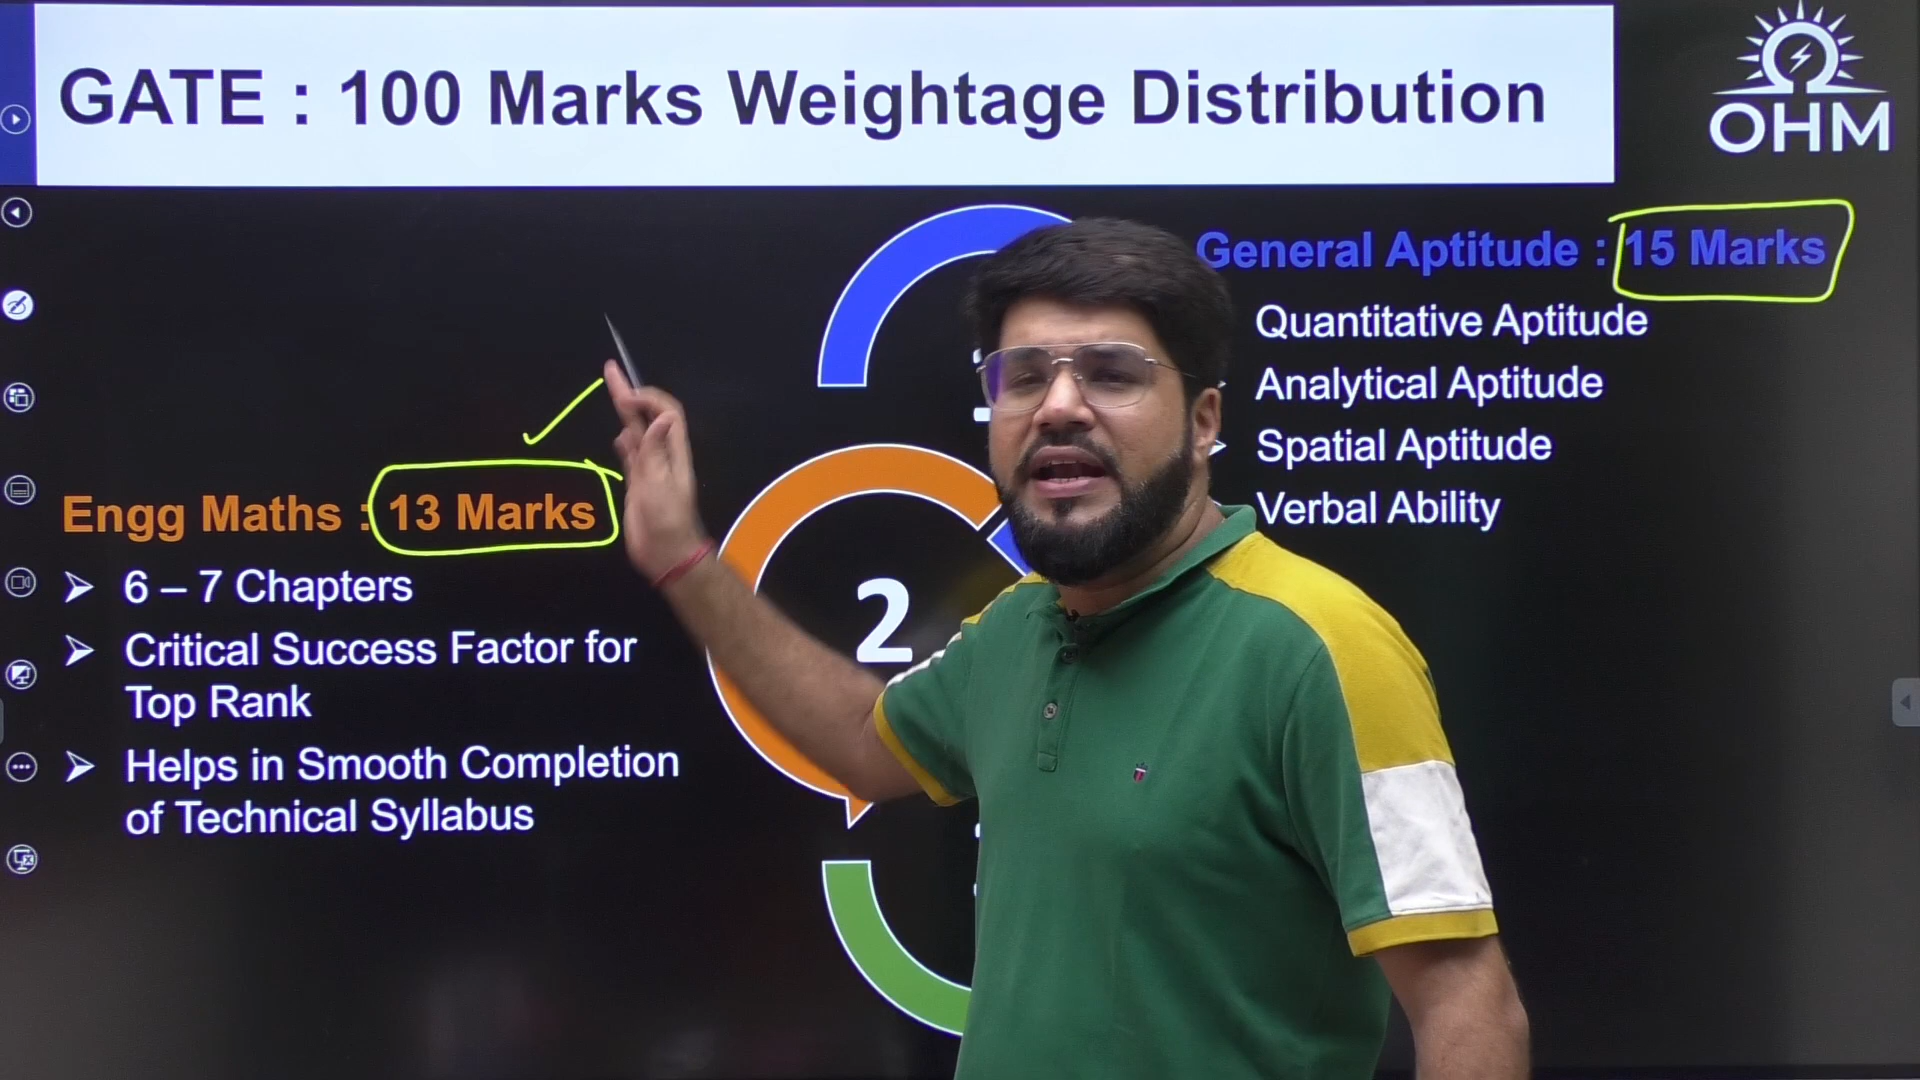 GATE : 100 Marks Weightage Distribution
OHM
General Aptitude : 15 Marks
Quantitative Aptitude
Analytical Aptitude
Spatial Aptitude
Verbal Ability
Engg Maths : 13 Marks
6 – 7 Chapters
Critical Success Factor for
Top Rank
Helps in Smooth Completion
of Technical Syllabus
2